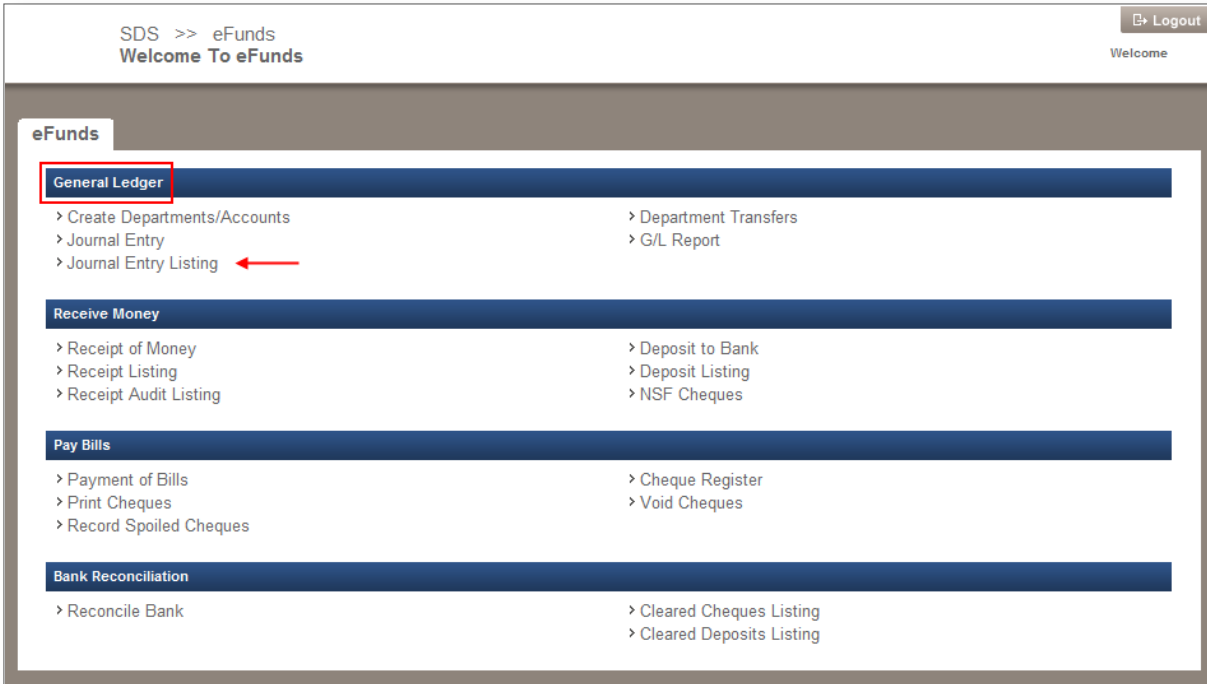 Logout
SDS >> eFunds
Welcome To eFunds
Welcome
eFunds
General Ledger
> Create Departments/Accounts
> Department Transfers
> Journal Entry
> G/L Report
> Journal Entry Listing
Receive Money
> Receipt of Money
> Deposit to Bank
> Receipt Listing
> Deposit Listing
> Receipt Audit Listing
> NSF Cheques
Pay Bills
> Payment of Bills
> Cheque Register
> Print Cheques
> Void Cheques
> Record Spoiled Cheques
Bank Reconciliation
> Reconcile Bank
> Cleared Cheques Listing
> Cleared Deposits Listing